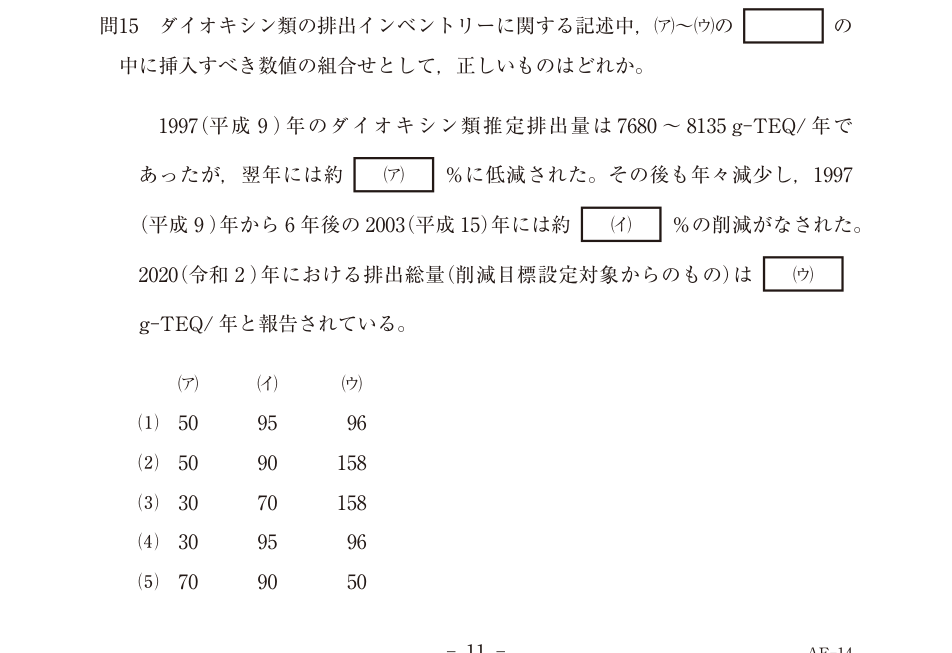 問15 ダイオキシン類の排出インベントリーに関する記述中，㋐～㋒の □ の
中に挿入すべき数値の組合せとして，正しいものはどれか。
1997(平成 9 ) 年のダイオキシン類推定排出量は 7680 ～ 8135 g-TEQ/ 年で
あったが，翌年には約 (ア) %に低減された。その後も年々減少し，1997
(平成 9 )年から 6 年後の 2003(平成 15)年には約 (イ) %の削減がなされた。
2020(令和 2 )年における排出総量(削減目標設定対象からのもの)は (ウ)
g-TEQ/ 年と報告されている。
(ア) (イ) (ウ)
(1) 50 95 96
(2) 50 90 158
(3) 30 70 158
(4) 30 95 96
(5) 70 90 50
- 11 -